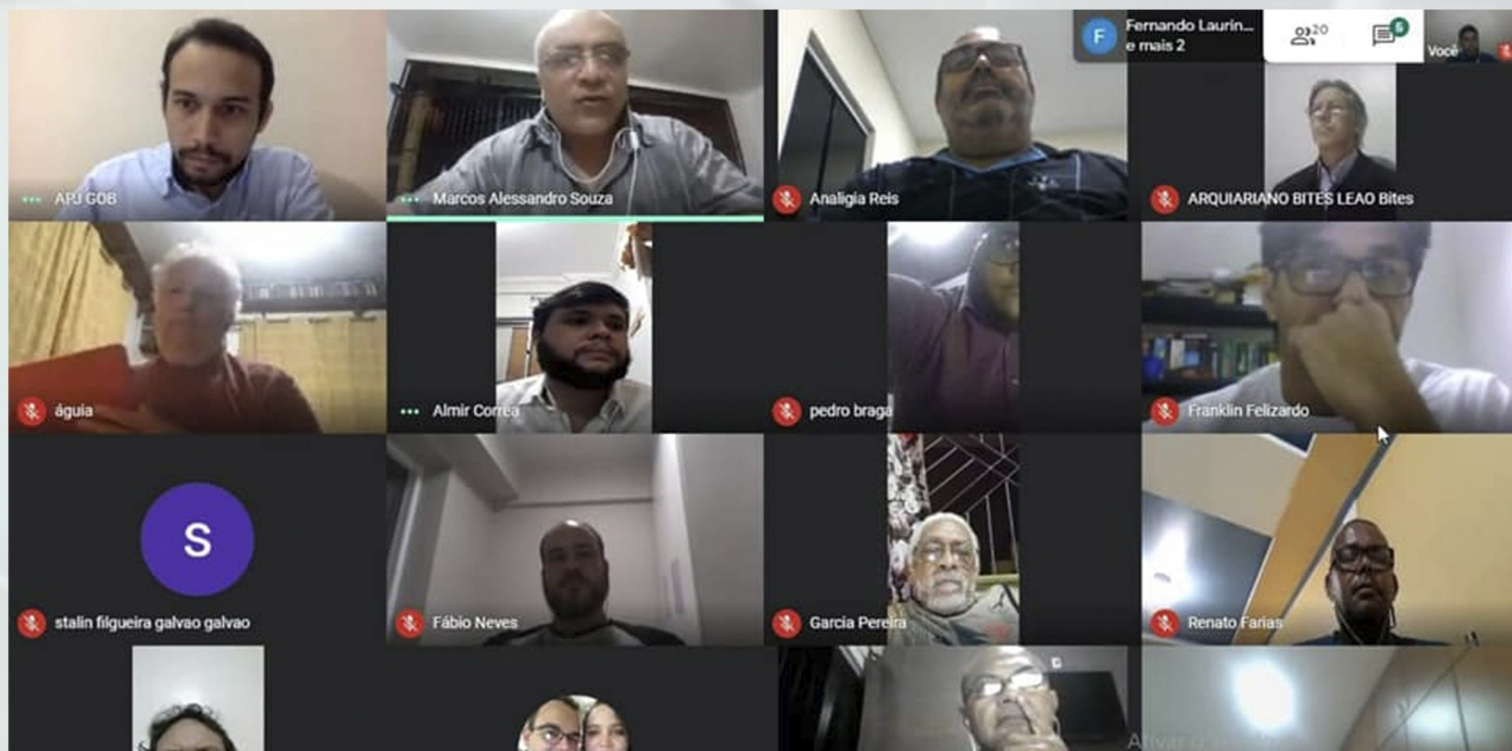 F
Fernando Laurin...
e mais 2
20
6
Você
APJ GOB
Marcos Alessandro Souza
Analigia Reis
ARQUIARIANO BITES LEAO Bites
águia
Almir Correa
pedro braga
Franklin Felizardo
S
stalin filgueira galvao galvao
Fábio Neves
Garcia Pereira
Renato Farias
Ativar o